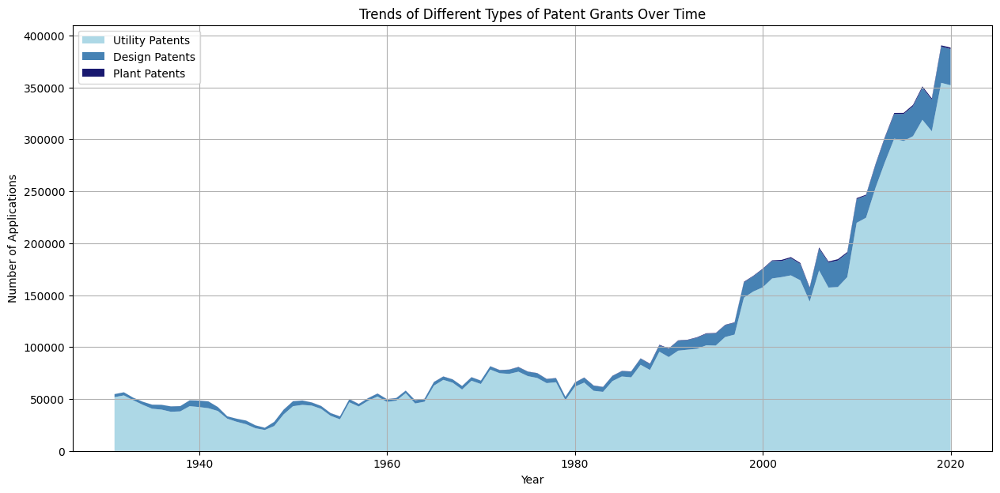 Trends of Different Types of Patent Grants Over Time
Utility Patents
Design Patents
Plant Patents
Number of Applications
400000
350000
300000
250000
200000
150000
100000
50000
0
1940
1960
1980
2000
2020
Year